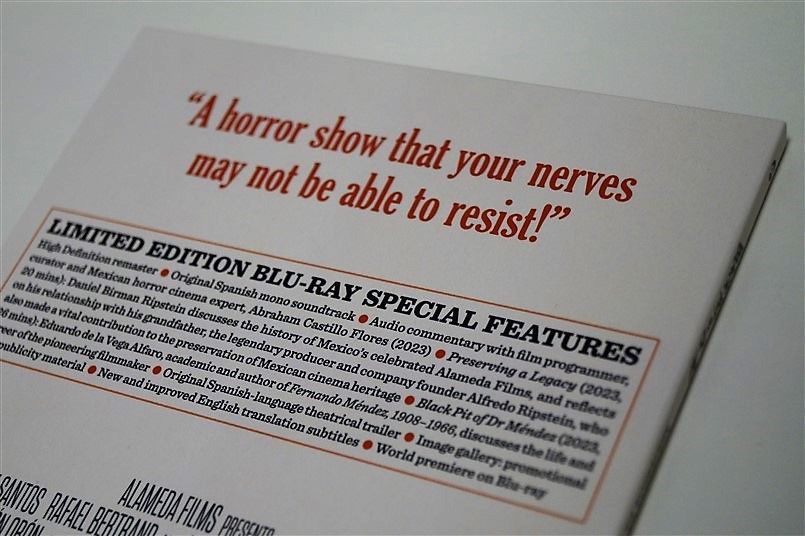 “A horror show that your nerves
may not be able to resist!”
LIMITED EDITION BLU-RAY SPECIAL FEATURES
High Definition remaster ● Original Spanish mono soundtrack ● Audio commentary with film programmer,
curator and Mexican horror cinema expert, Abraham Castillo Flores (2023) ● Preserving a Legacy (2023,
20 mins): Daniel Birman Ripstein discusses the history of Mexico’s celebrated Alameda Films, and reflects
on his relationship with his grandfather, the legendary producer and company founder Alfredo Ripstein, who
also made a vital contribution to the preservation of Mexican cinema heritage ● Black Pit of Dr Méndez (2023,
6 mins): Eduardo de la Vega Alfaro, academic and author of Fernando Méndez, 1908–1966, discusses the life and
reer of the pioneering filmmaker ● Original Spanish-language theatrical trailer ● Image gallery: promotional
publicity material ● New and improved English translation subtitles ● World premiere on Blu-ray
ALAMEDA FILMS PRESENTS
SANTOS RAFAEL BERTRAND